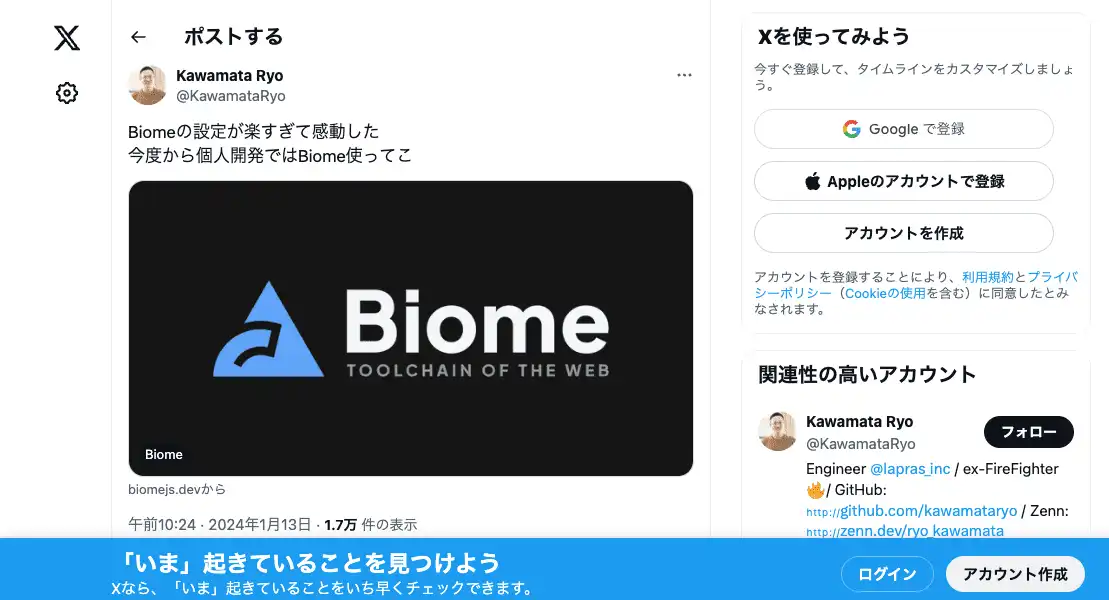 ポストする
Kawamata Ryo
@KawamataRyo
Biomeの設定が楽すぎて感動した
今度から個人開発ではBiome使ってこ
Biome
TOOLCHAIN OF THE WEB
Biome
biomejs.devから
午前10:24 · 2024年1月13日 · 1.7万 件の表示
Xを使ってみよう
今すぐ登録して、タイムラインをカスタマイズしましょ
う。
Google で登録
Appleのアカウントで登録
アカウントを作成
アカウントを登録することにより、利用規約とプライバ
シーポリシー（Cookieの使用を含む）に同意したとみ
なされます。
関連性の高いアカウント
Kawamata Ryo
@KawamataRyo
フォロー
Engineer @lapras_inc / ex-FireFighter
🔥/ GitHub:
http://github.com/kawamataryo / Zenn:
http://zenn.dev/ryo_kawamata
「いま」起きていることを見つけよう
Xなら、「いま」起きていることをいち早くチェックできます。
ログイン
アカウント作成